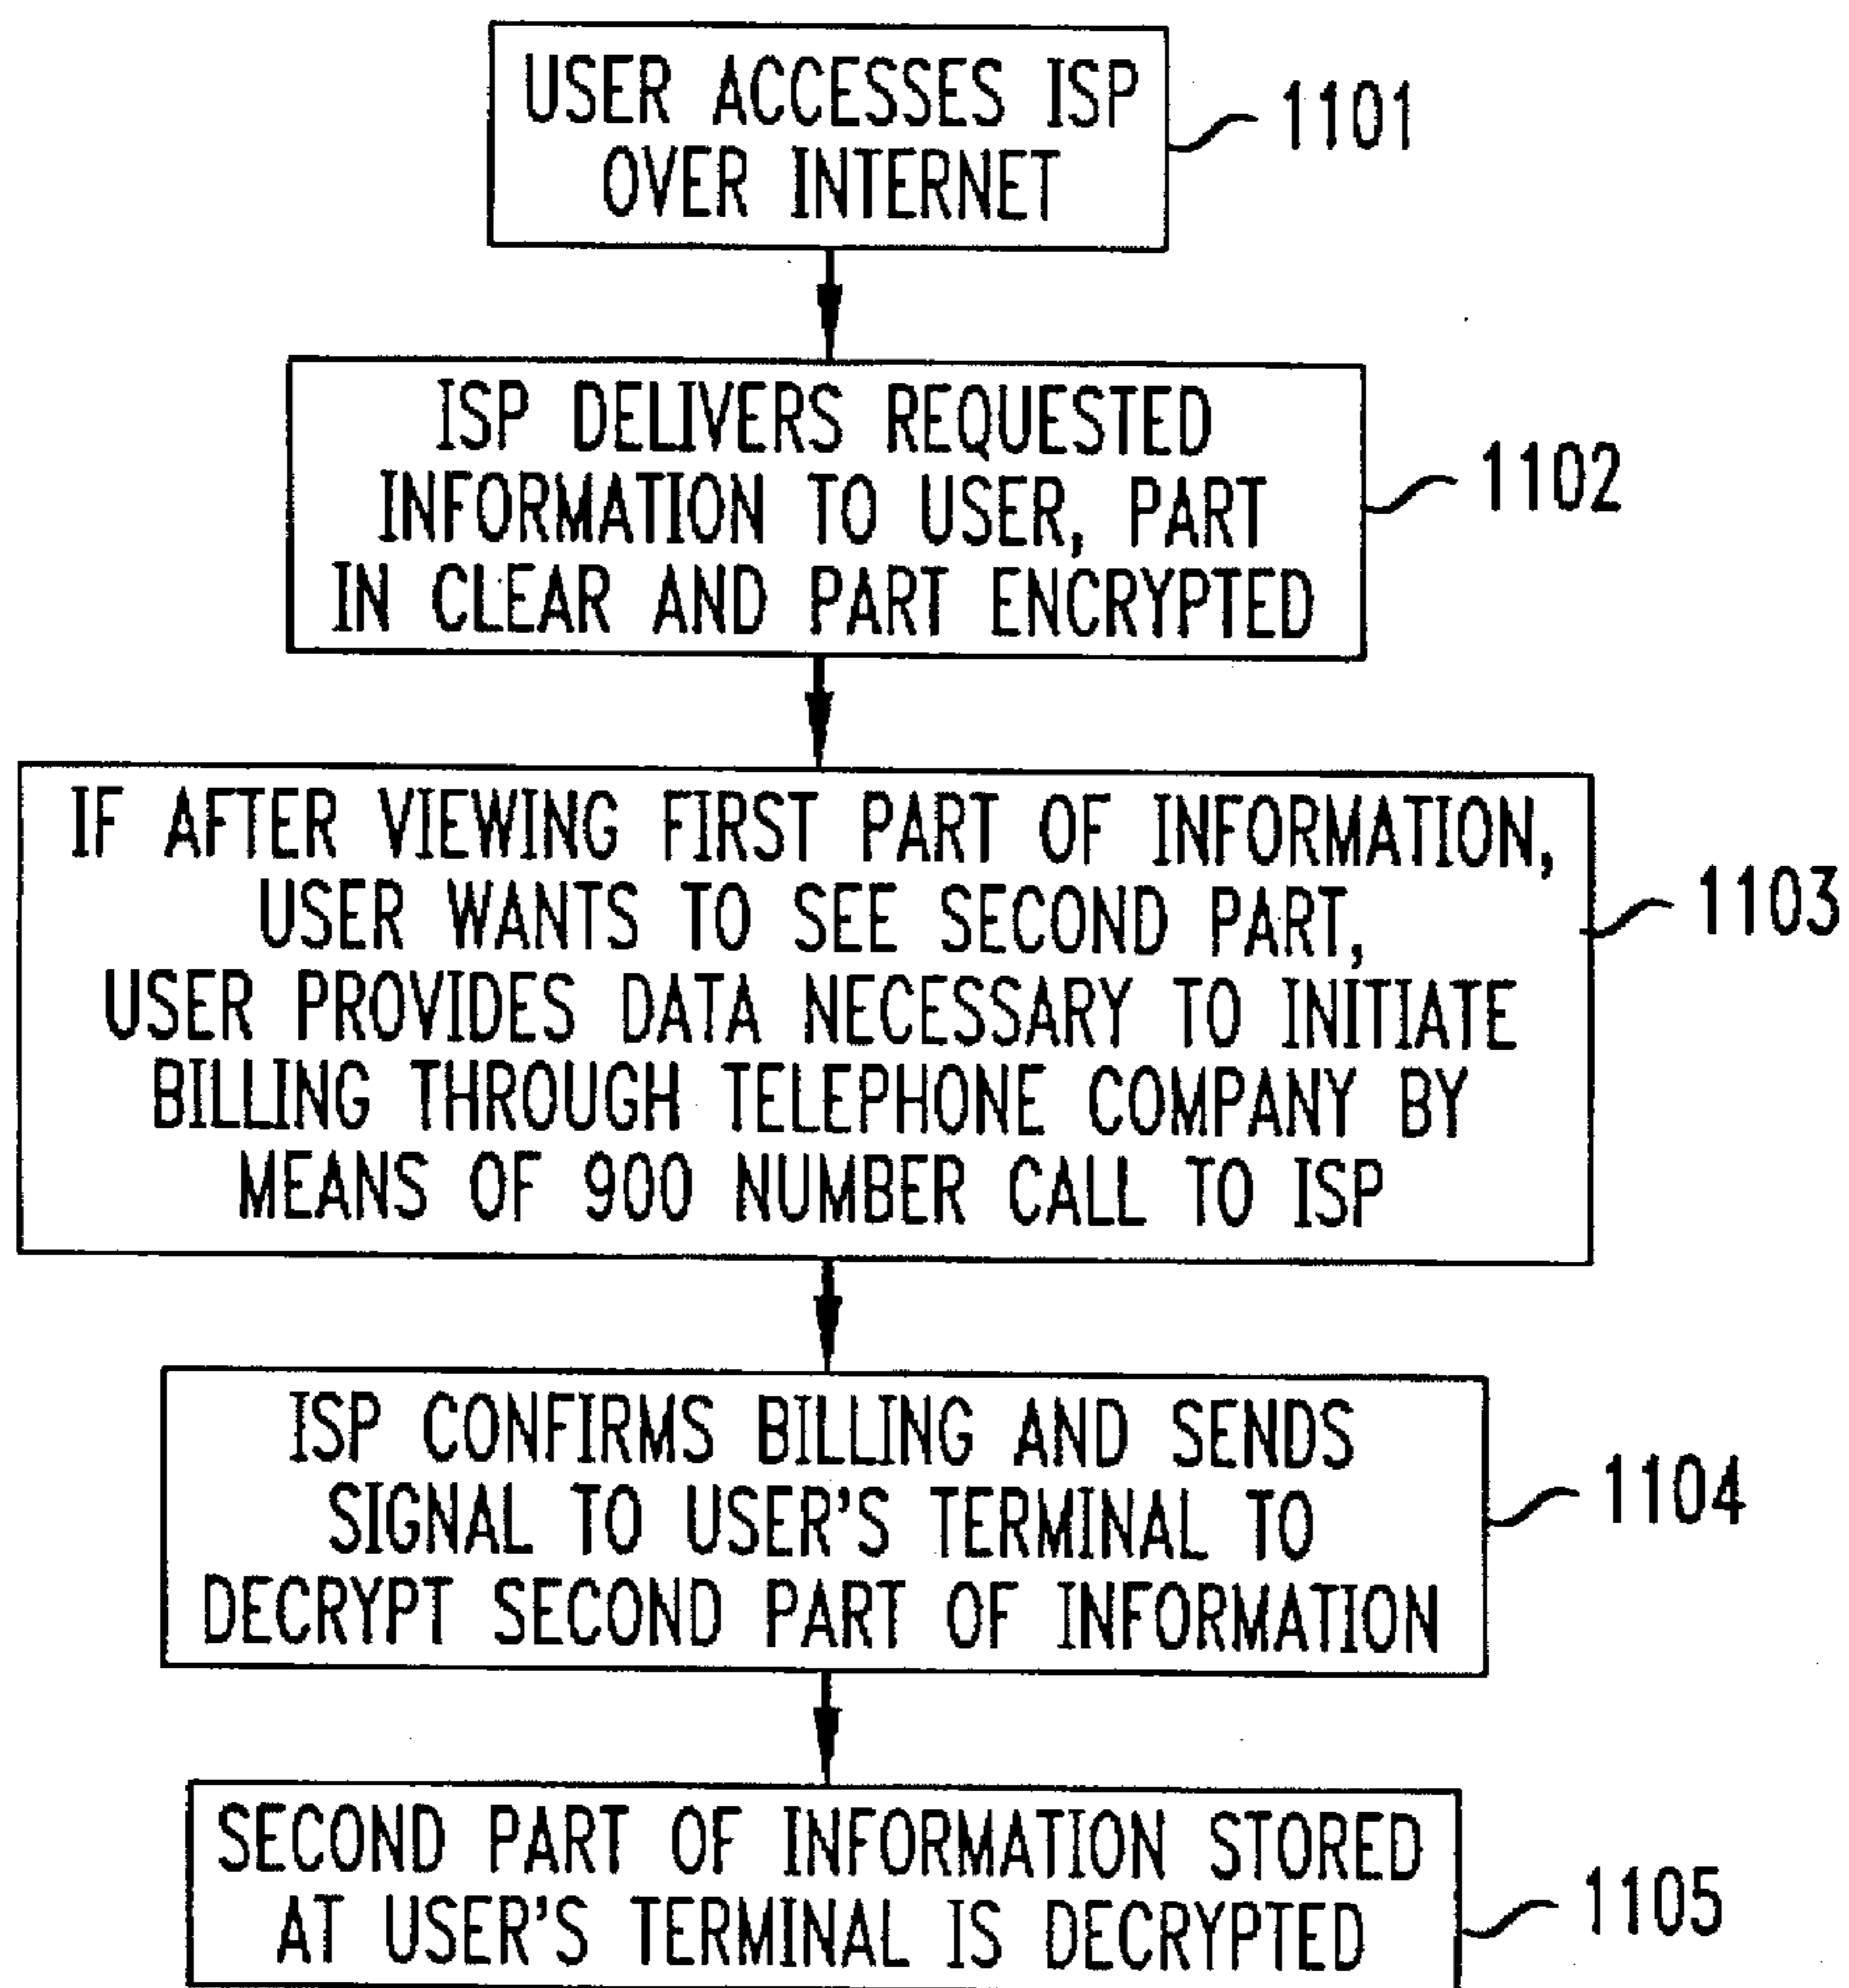 USER ACCESSES ISP
OVER INTERNET
1101
ISP DELIVERS REQUESTED
INFORMATION TO USER, PART
IN CLEAR AND PART ENCRYPTED
1102
IF AFTER VIEWING FIRST PART OF INFORMATION,
USER WANTS TO SEE SECOND PART,
USER PROVIDES DATA NECESSARY TO INITIATE
BILLING THROUGH TELEPHONE COMPANY BY
MEANS OF 900 NUMBER CALL TO ISP
1103
ISP CONFIRMS BILLING AND SENDS
SIGNAL TO USER'S TERMINAL TO
DECRYPT SECOND PART OF INFORMATION
1104
SECOND PART OF INFORMATION STORED
AT USER'S TERMINAL IS DECRYPTED
1105